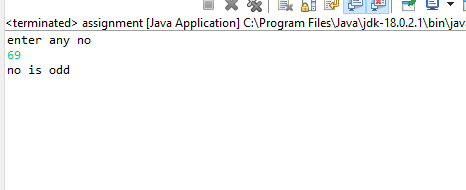 <terminated> assignment [Java Application] C:\Program Files\Java\jdk-18.0.2.1\bin\jav
enter any no
69
no is odd